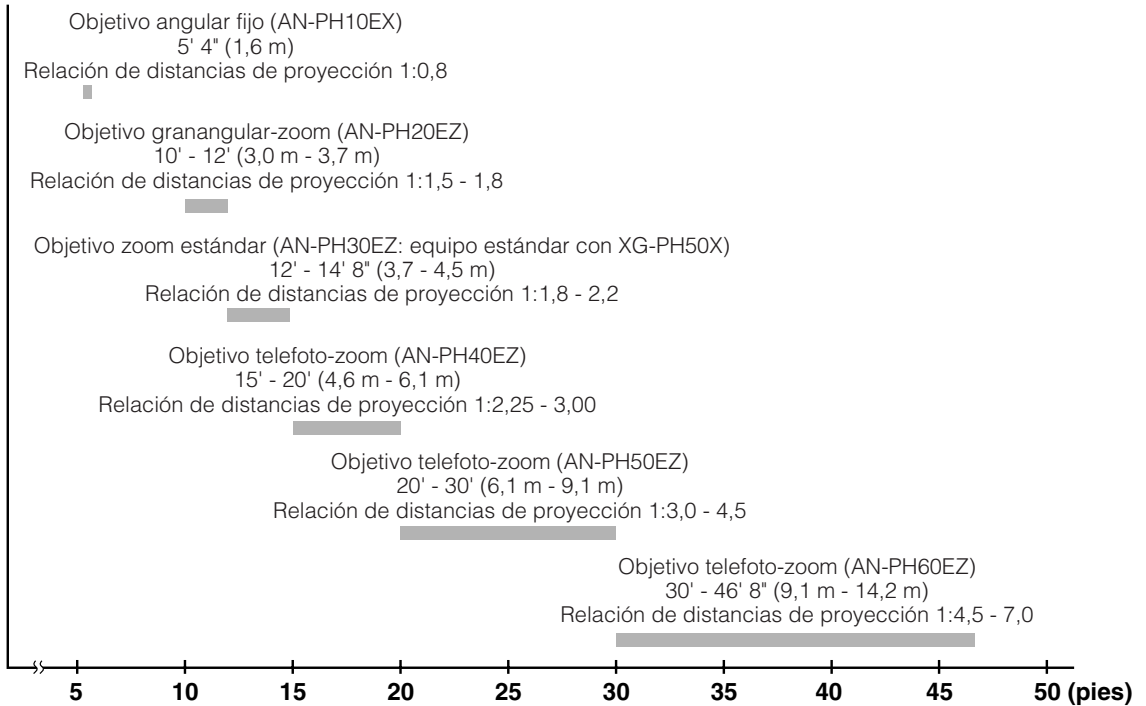 Objetivo angular fijo (AN-PH10EX)
5' 4" (1,6 m)
Relación de distancias de proyección 1:0,8
Objetivo granangular-zoom (AN-PH20EZ)
10' - 12' (3,0 m - 3,7 m)
Relación de distancias de proyección 1:1,5 - 1,8
Objetivo zoom estándar (AN-PH30EZ: equipo estándar con XG-PH50X)
12' - 14' 8" (3,7 - 4,5 m)
Relación de distancias de proyección 1:1,8 - 2,2
Objetivo telefoto-zoom (AN-PH40EZ)
15' - 20' (4,6 m - 6,1 m)
Relación de distancias de proyección 1:2,25 - 3,00
Objetivo telefoto-zoom (AN-PH50EZ)
20' - 30' (6,1 m - 9,1 m)
Relación de distancias de proyección 1:3,0 - 4,5
Objetivo telefoto-zoom (AN-PH60EZ)
30' - 46' 8" (9,1 m - 14,2 m)
Relación de distancias de proyección 1:4,5 - 7,0
5 10 15 20 25 30 35 40 45 50 (pies)